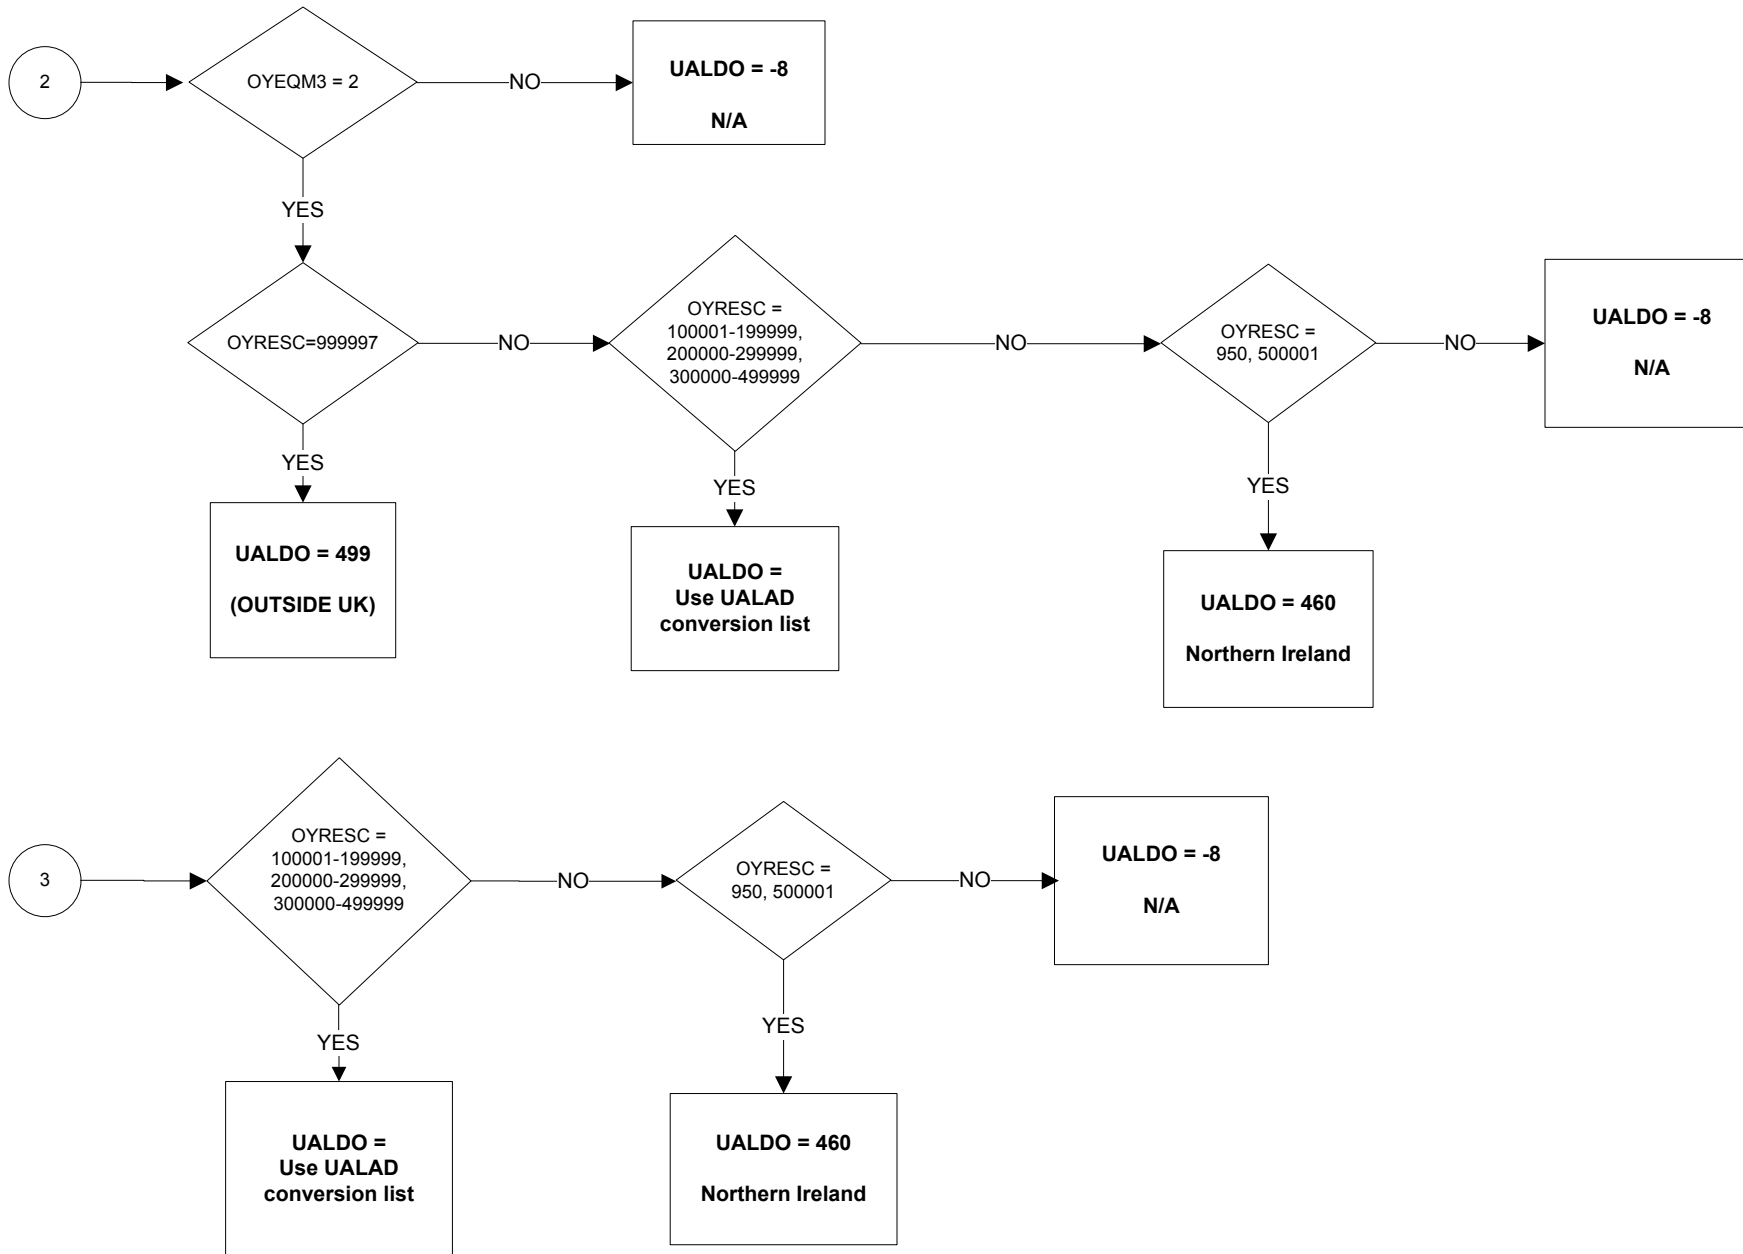 2
OYEQM3 = 2
NO
UALDO = -8
N/A
YES
OYRESC=999997
NO
OYRESC =
100001-199999,
200000-299999,
300000-499999
NO
OYRESC =
950, 500001
NO
UALDO = -8
N/A
YES
UALDO = 499
(OUTSIDE UK)
YES
UALDO =
Use UALAD
conversion list
YES
UALDO = 460
Northern Ireland
3
OYRESC =
100001-199999,
200000-299999,
300000-499999
NO
OYRESC =
950, 500001
NO
UALDO = -8
N/A
YES
UALDO =
Use UALAD
conversion list
YES
UALDO = 460
Northern Ireland